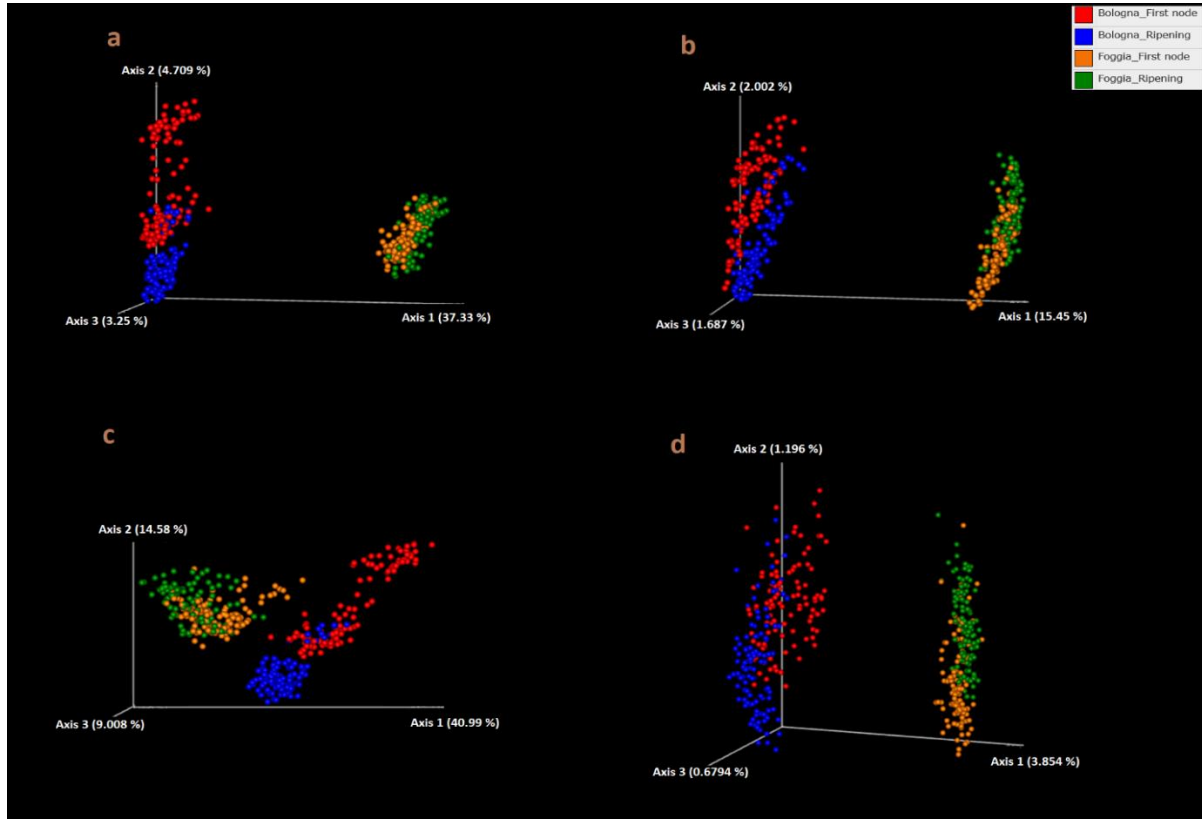 a
Axis 2 (4.709 %)
Axis 3 (3.25 %)
Axis 1 (37.33 %)
b
Axis 2 (2.002 %)
Axis 3 (1.687 %)
Axis 1 (15.45 %)
Bologna_First node
Bologna_Ripening
Foggia_First node
Foggia_Ripening
c
Axis 2 (14.58 %)
Axis 3 (9.008 %)
Axis 1 (40.99 %)
d
Axis 2 (1.196 %)
Axis 3 (0.6794 %)
Axis 1 (3.854 %)